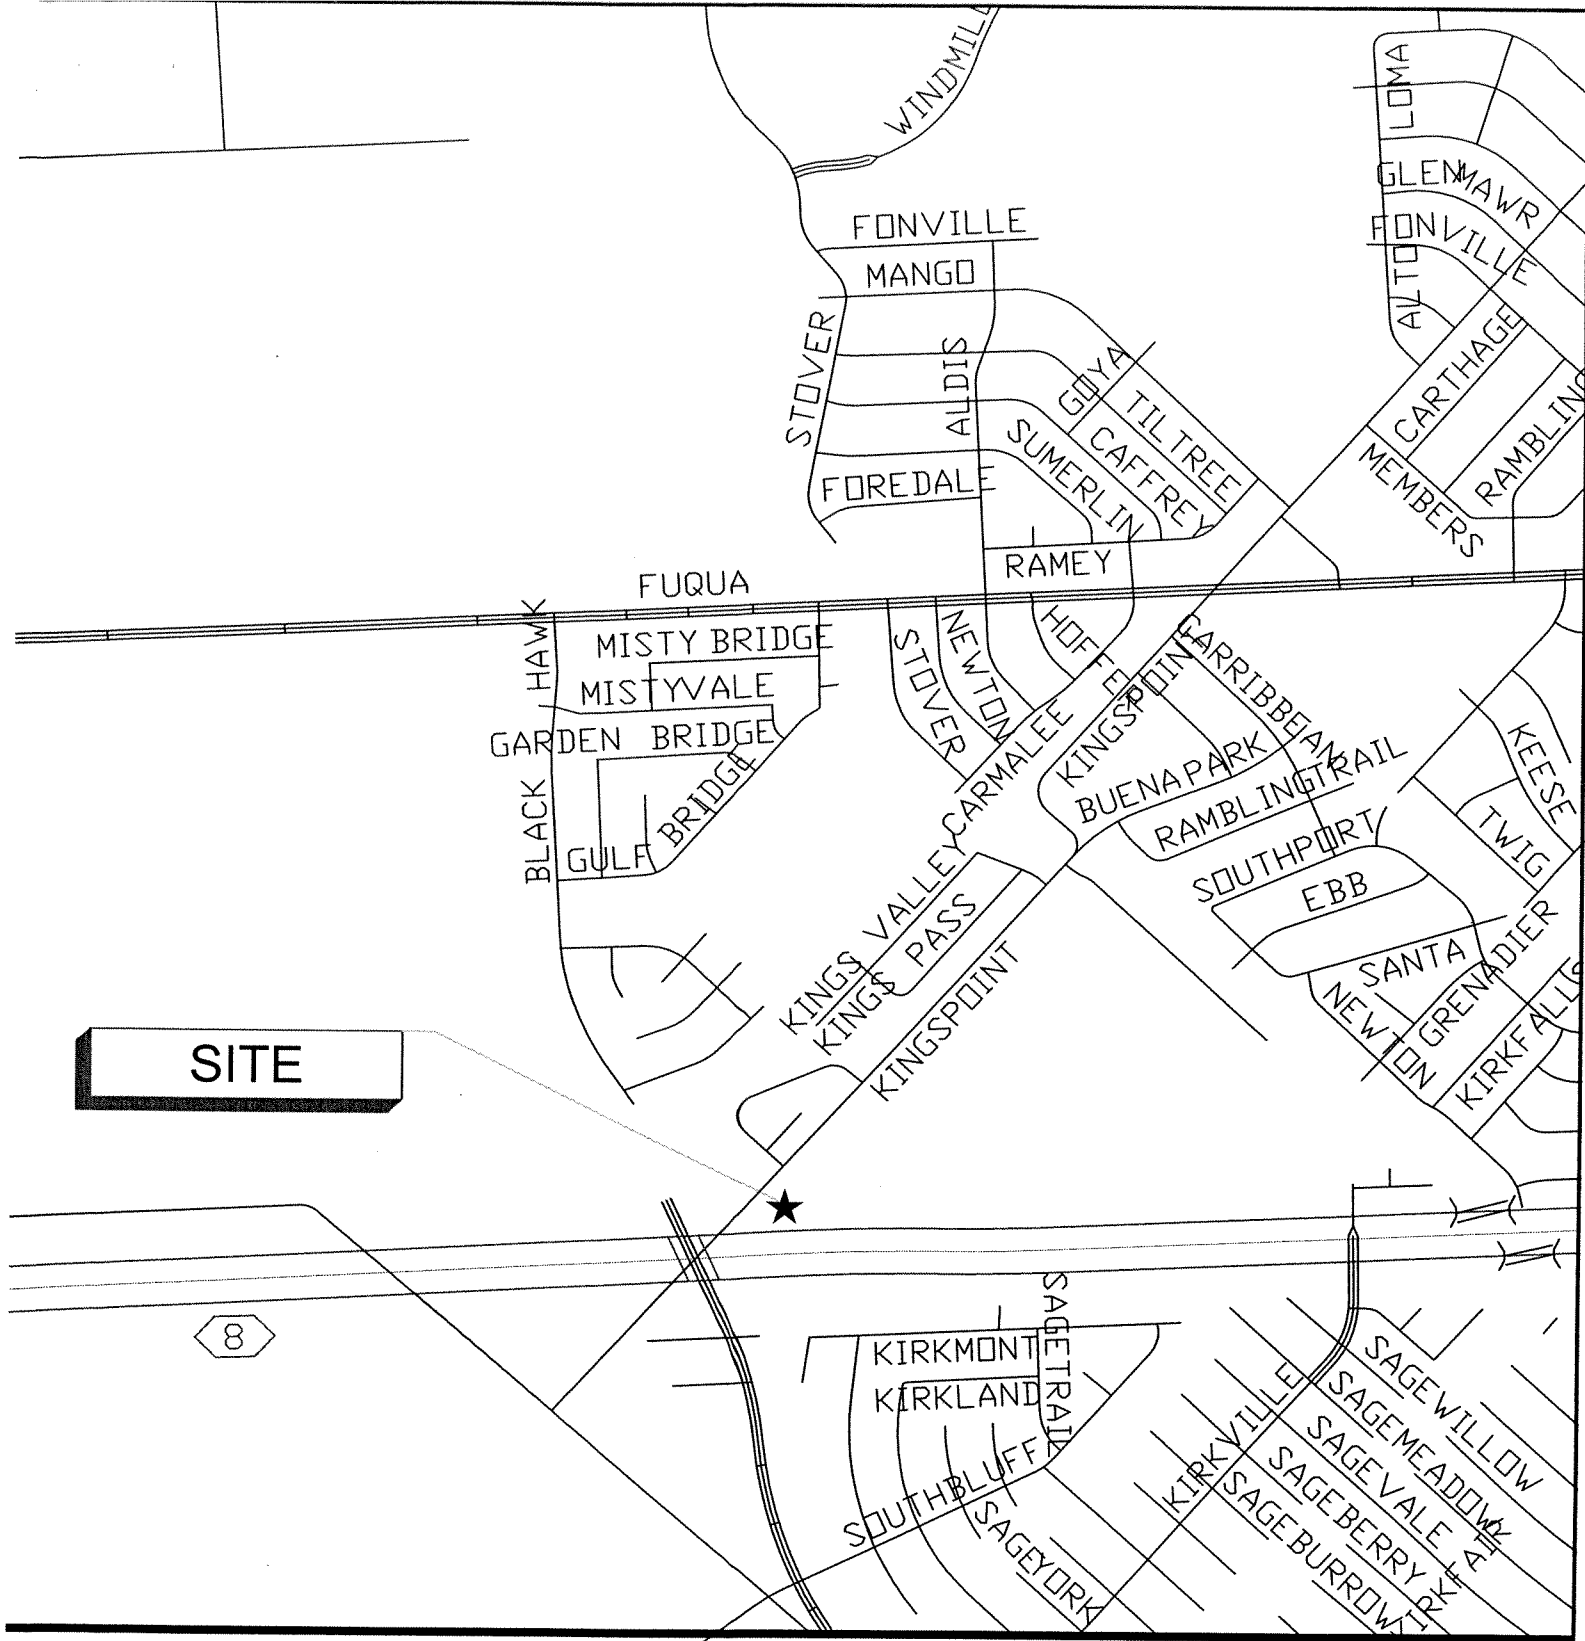 WINDMILL
LOMA
GLENMAWR
FONVILLE
FONVILLE
MANGO
ALTO
STOVER
ALDIS
GOYA
TILTREE
CARTHAGE
RAMBLING
CAFFREY
SUMERLIN
MEMBERS
FOREDALE
RAMEY
FUQUA
BLACK HAWK
MISTY BRIDGE
MISTYVALE
GARDEN BRIDGE
GULF BRIDGE
STOVER
NEWTON
HOFFE
KINGSPOINT
CARRIBBEAN
CARMALEE
BUENA PARK
RAMBLINGTRAIL
KEESE
TWIG
SOUTHPORT
EBB
KINGS VALLEY
KINGS PASS
KINGSPOINT
SANTA
GRENADIER
NEWTON
KIRKFALLS
SITE
8
SAGETRAIL
KIRKMONT
KIRKLAND
SOUTHBLUFF
SAGEYORK
KIRKVILLE
SAGEWILLOW
SAGEMEADOW
SAGEVALE
SAGEBERRY
SAGEBURROW